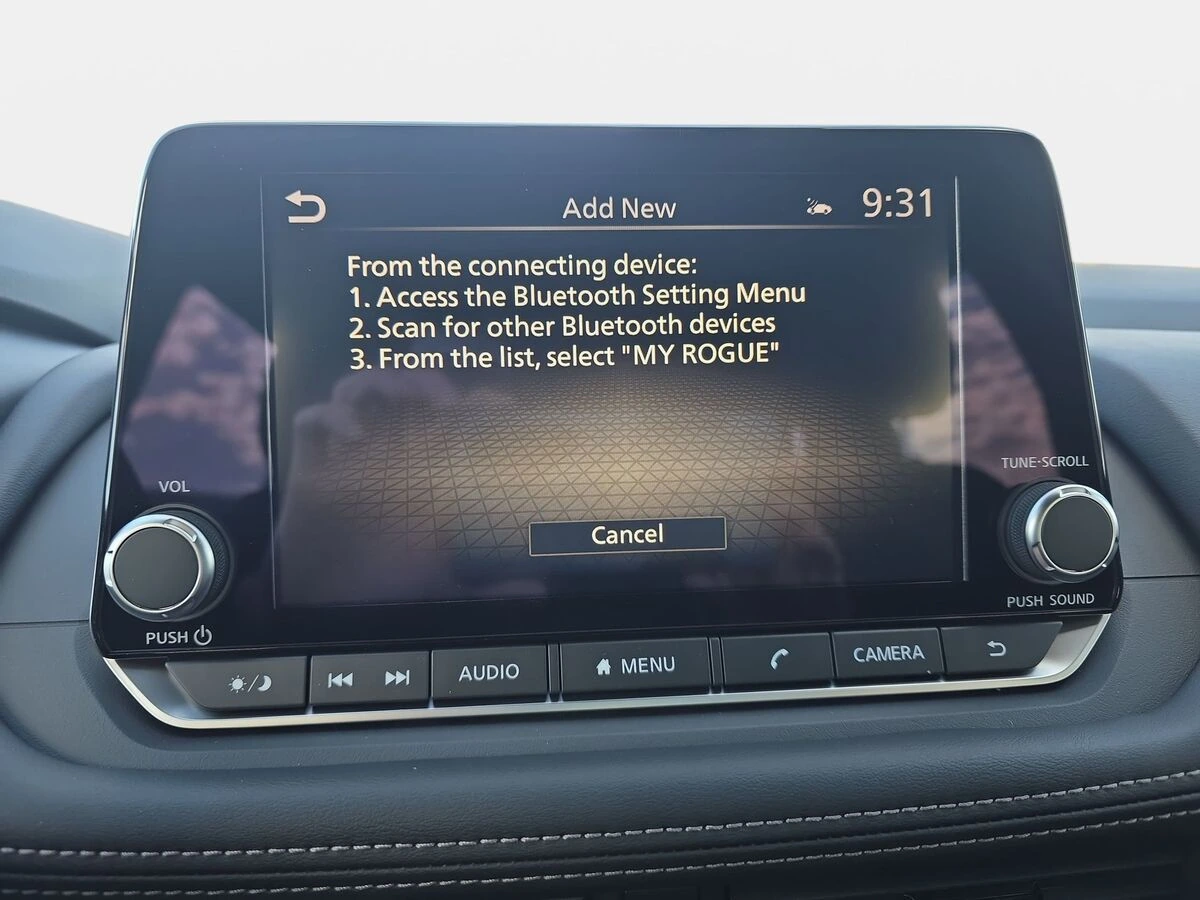 Add New
9:31
From the connecting device:
1. Access the Bluetooth Setting Menu
2. Scan for other Bluetooth devices
3. From the list, select "MY ROGUE"
Cancel
VOL
TUNE·SCROLL
PUSH
PUSH SOUND
AUDIO
MENU
CAMERA